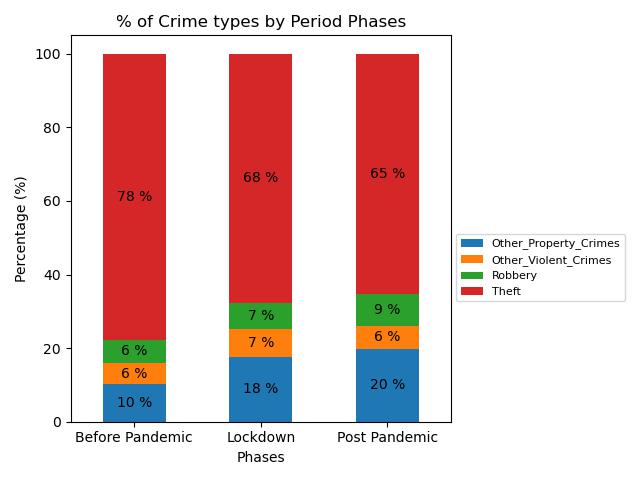 % of Crime types by Period Phases
Percentage (%)
100
80
60
40
20
0
78 %
6 %
6 %
10 %
68 %
7 %
7 %
18 %
65 %
9 %
6 %
20 %
Before Pandemic
Lockdown
Post Pandemic
Phases
Other_Property_Crimes
Other_Violent_Crimes
Robbery
Theft